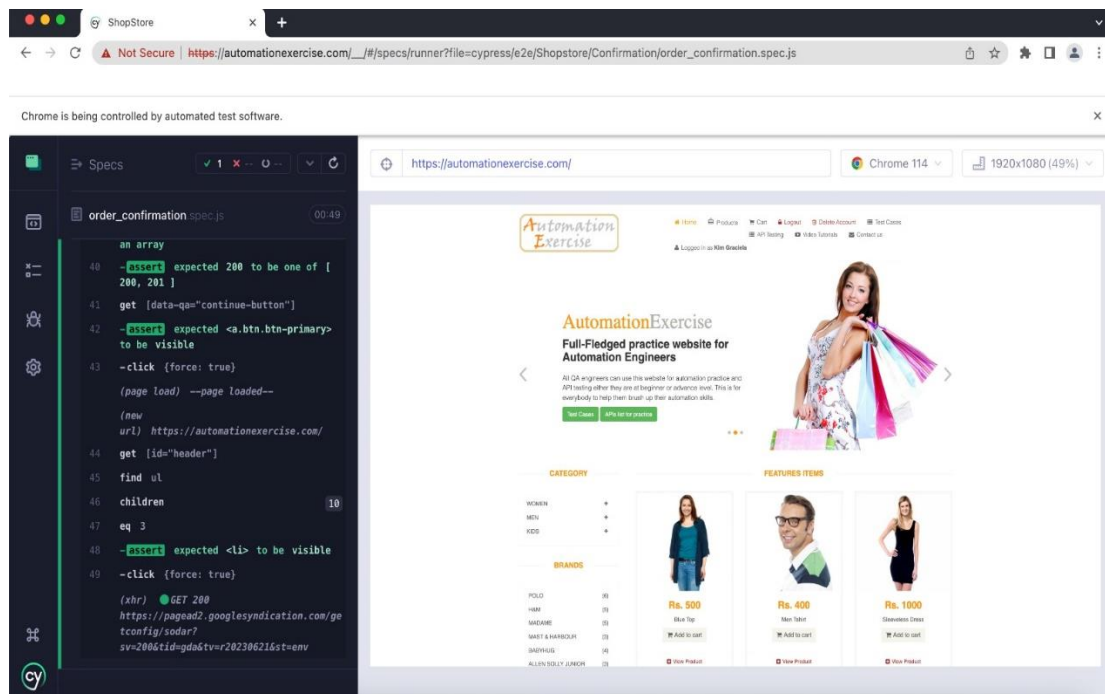 ShopStore
Not Secure https://automationexercise.com/__/#/specs/runner?file=cypress/e2e/Shopstore/Confirmation/order_confirmation.spec.js
Chrome is being controlled by automated test software.
Specs
1 -- --
order_confirmation.spec.js 00:49
an array
40 -assert expected 200 to be one of [
200, 201 ]
41 get [data-qa="continue-button"]
42 -assert expected <a.btn.btn-primary>
to be visible
43 -click {force: true}
(page load) --page loaded--
(new
url) https://automationexercise.com/
44 get [id="header"]
45 find ul
46 children 10
47 eq 3
48 -assert expected <li> to be visible
49 -click {force: true}
(xhr) GET 200
https://pagead2.googlesyndication.com/ge
tconfig/sodar?
sv=200&tid=gda&tv=r20230621&st=env
cy
https://automationexercise.com/
Chrome 114
1920x1080 (49%)
Automation
Exercise
Home Products Cart Logout Delete Account Test Cases
API Testing Video Tutorials Contact us
Logged in as Kim Graciela
AutomationExercise
Full-Fledged practice website for
Automation Engineers
All QA engineers can use this website for automation practice and
API testing either they are at beginner or advance level. This is for
everybody to help them brush up their automation skills.
Test Cases APIs list for practice
CATEGORY
WOMEN +
MEN +
KIDS +
BRANDS
POLO (6)
H&M (5)
MADAME (5)
MAST & HARBOUR (3)
BABYHUG (4)
ALLEN SOLLY JUNIOR (3)
FEATURES ITEMS
Rs. 500
Blue Top
Add to cart
View Product
Rs. 400
Men Tshirt
Add to cart
View Product
Rs. 1000
Sleeveless Dress
Add to cart
View Product